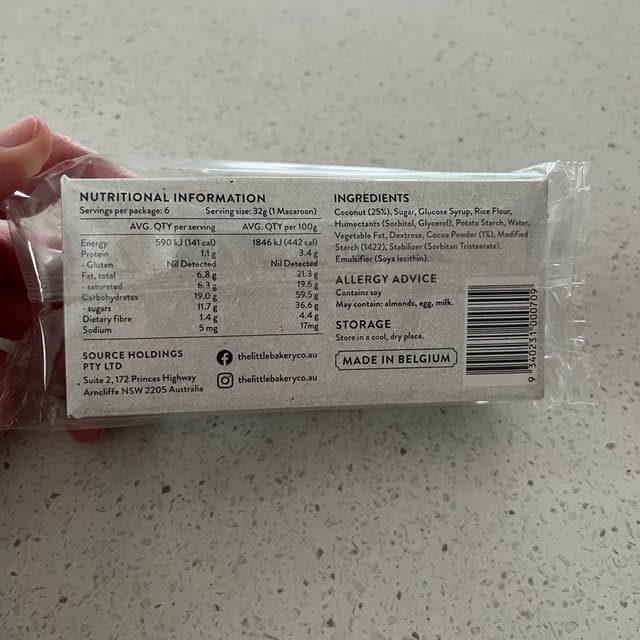 NUTRITIONAL INFORMATION
Servings per package: 6 Serving size: 32g (1 Macaroon)
AVG. QTY per serving AVG. QTY per 100g
Energy 590 kJ (141 cal) 1846 kJ (442 cal)
Protein 1.1 g 3.4 g
- Gluten Nil Detected Nil Detected
Fat, total 6.8 g 21.3 g
- saturated 6.3 g 19.6 g
Carbohydrates 19.0 g 59.5 g
- sugars 11.7 g 36.6 g
Dietary fibre 1.4 g 4.4 g
Sodium 5 mg 17mg
SOURCE HOLDINGS
PTY LTD
Suite 2, 172 Princes Highway
Arncliffe NSW 2205 Australia
thelittlebakeryco.au
thelittlebakeryco.au
INGREDIENTS
Coconut (25%), Sugar, Glucose Syrup, Rice Flour,
Humectants (Sorbitol, Glycerol), Potato Starch, Water,
Vegetable Fat, Dextrose, Cocoa Powder (1%), Modified
Starch (1422), Stabilizer (Sorbitan Tristearate),
Emulsifier (Soya lecithin).
ALLERGY ADVICE
Contains soy
May contain: almonds, egg, milk.
STORAGE
Store in a cool, dry place.
MADE IN BELGIUM
9 340231 000709